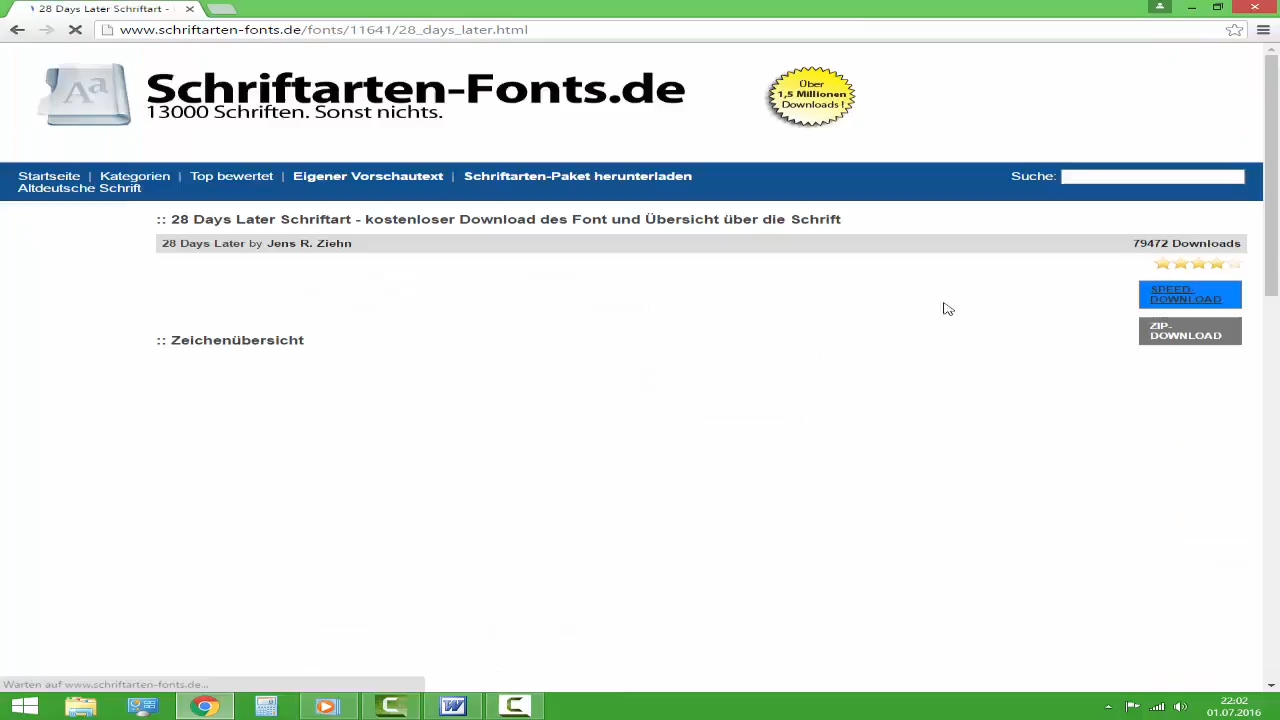 28 Days Later Schriftart -
www.schriftarten-fonts.de/fonts/11641/28_days_later.html
Aa
Schriftarten-Fonts.de
13000 Schriften. Sonst nichts.
Über
1,5 Millionen
Downloads!
Startseite | Kategorien | Top bewertet | Eigener Vorschautext | Schriftarten-Paket herunterladen
Suche:
Altdeutsche Schrift
:: 28 Days Later Schriftart - kostenloser Download des Font und Übersicht über die Schrift
28 Days Later by Jens R. Ziehn
79472 Downloads
SPEED-
DOWNLOAD
ZIP-
DOWNLOAD
:: Zeichenübersicht
Warten auf www.schriftarten-fonts.de...
22:02
01.07.2016